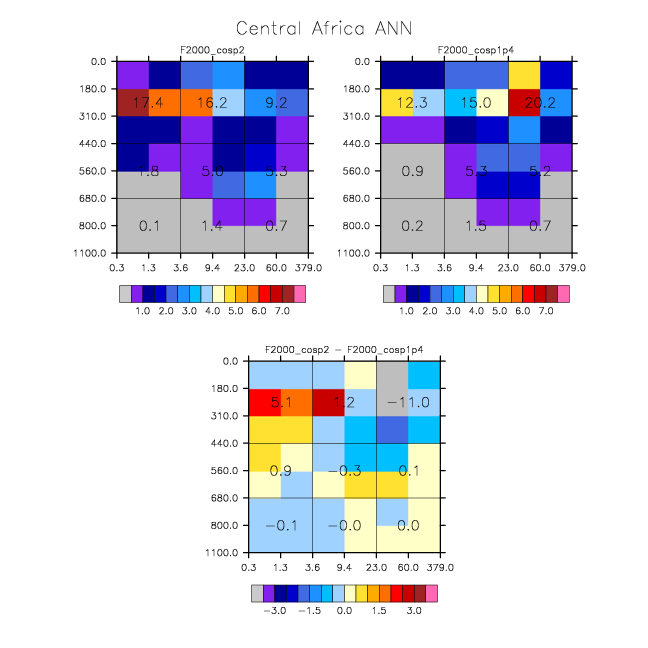 Central Africa ANN
F2000_cosp2
0.0
180.0
310.0
440.0
560.0
680.0
800.0
1100.0
17.4 16.2 9.2
1.8 5.0 5.3
0.1 1.4 0.7
0.3 1.3 3.6 9.4 23.0 60.0 379.0
1.0 2.0 3.0 4.0 5.0 6.0 7.0
F2000_cosp1p4
0.0
180.0
310.0
440.0
560.0
680.0
800.0
1100.0
12.3 15.0 20.2
0.9 5.3 5.2
0.2 1.5 0.7
0.3 1.3 3.6 9.4 23.0 60.0 379.0
1.0 2.0 3.0 4.0 5.0 6.0 7.0
F2000_cosp2 − F2000_cosp1p4
0.0
180.0
310.0
440.0
560.0
680.0
800.0
1100.0
5.1 1.2 −11.0
0.9 −0.3 0.1
−0.1 −0.0 0.0
0.3 1.3 3.6 9.4 23.0 60.0 379.0
−3.0 −1.5 0.0 1.5 3.0